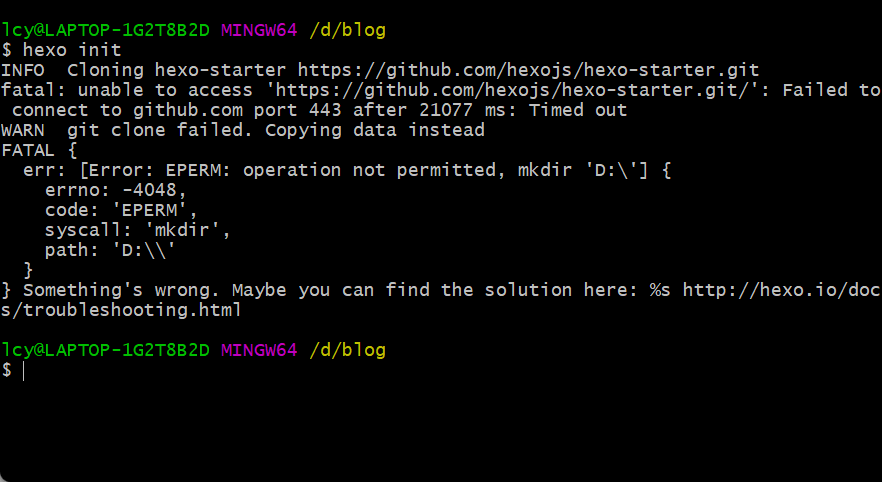 lcy@LAPTOP-1G2T8B2D MINGW64 /d/blog
$ hexo init
INFO  Cloning hexo-starter https://github.com/hexojs/hexo-starter.git
fatal: unable to access 'https://github.com/hexojs/hexo-starter.git/': Failed to
 connect to github.com port 443 after 21077 ms: Timed out
WARN  git clone failed. Copying data instead
FATAL {
  err: [Error: EPERM: operation not permitted, mkdir 'D:\'] {
    errno: -4048,
    code: 'EPERM',
    syscall: 'mkdir',
    path: 'D:\\'
  }
} Something's wrong. Maybe you can find the solution here: %s http://hexo.io/doc
s/troubleshooting.html
lcy@LAPTOP-1G2T8B2D MINGW64 /d/blog
$